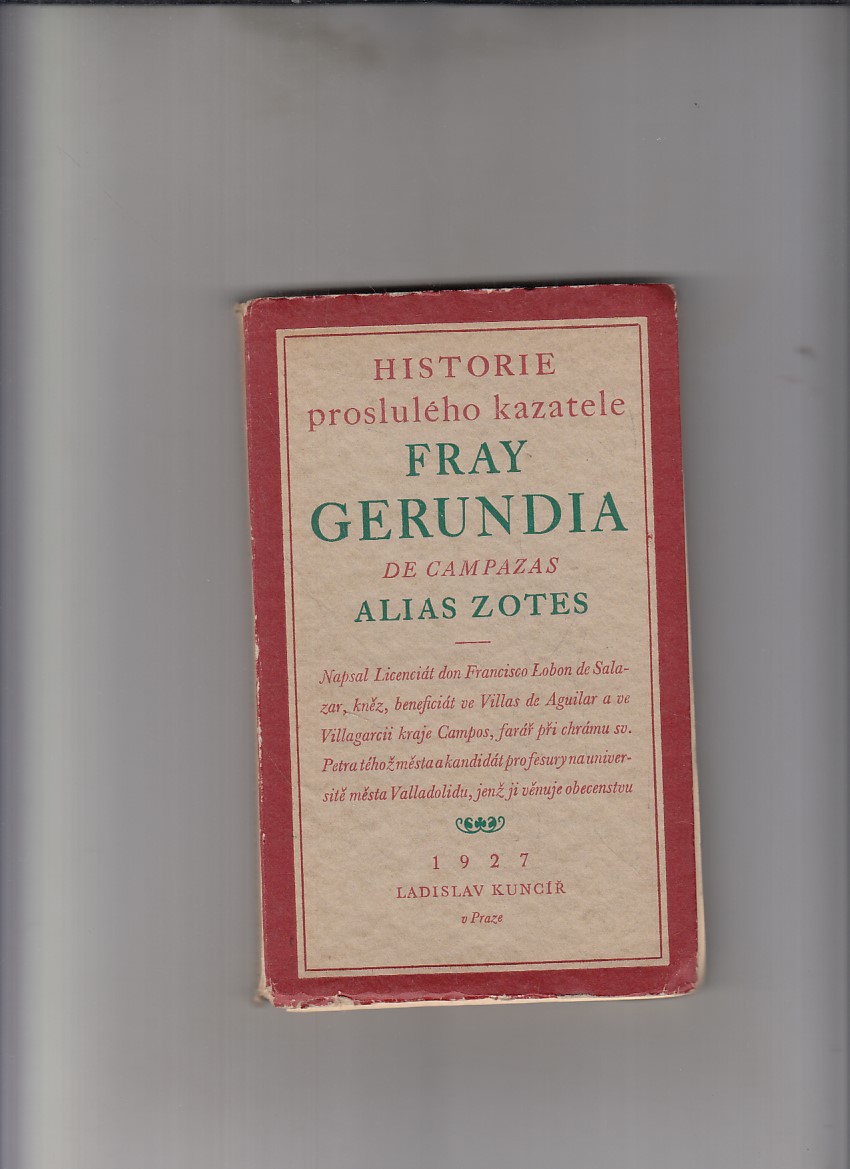 HISTORIE
proslulého kazatele
FRAY
GERUNDIA
DE CAMPAZAS
ALIAS ZOTES
Napsal Licenciát don Francisco Lobon de Sala-
zar, kněz, beneficiát ve Villas de Aguilar a ve
Villagarcii kraje Campos, farář při chrámu sv.
Petra téhož města a kandidát profesury na univer-
sitě města Valladolidu, jenž ji věnuje obecenstvu
1927
LADISLAV KUNCÍŘ
v Praze